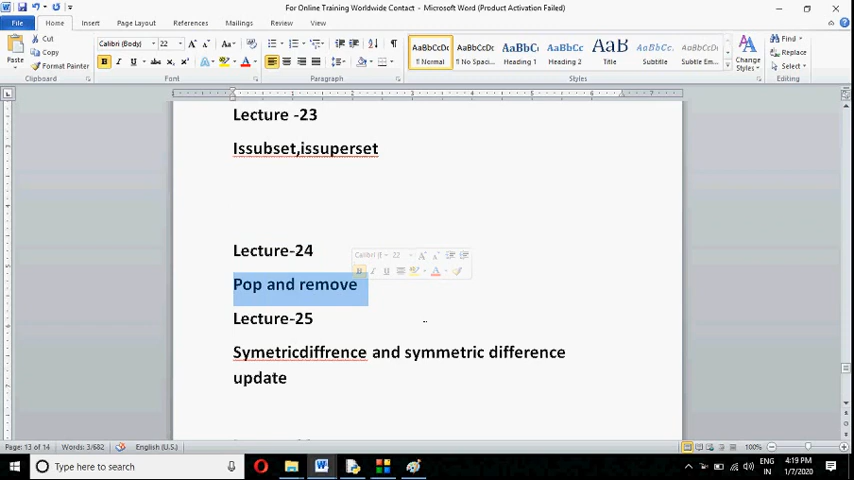 For Online Training Worldwide Contact - Microsoft Word (Product Activation Failed)
File Home Insert Page Layout References Mailings Review View
Cut
Copy
Format Painter
Paste
Clipboard
Calibri (Body) 22
Font
Paragraph
AaBbCcDc AaBbCcDc AaBbCc AaBbCc AaB AaBbCc. AaBbCcDc
¶ Normal ¶ No Spaci... Heading 1 Heading 2 Title Subtitle Subtle Em...
Change Styles
Styles
Find
Replace
Select
Editing
Lecture -23
Issubset,issuperset
Lecture-24
Calibri (f 22
Pop and remove
Lecture-25
Symetricdiffrence and symmetric difference
update
Page: 13 of 14 Words: 3/682 English (U.S.) 100%
Type here to search
ENG
IN
4:19 PM
1/7/2020